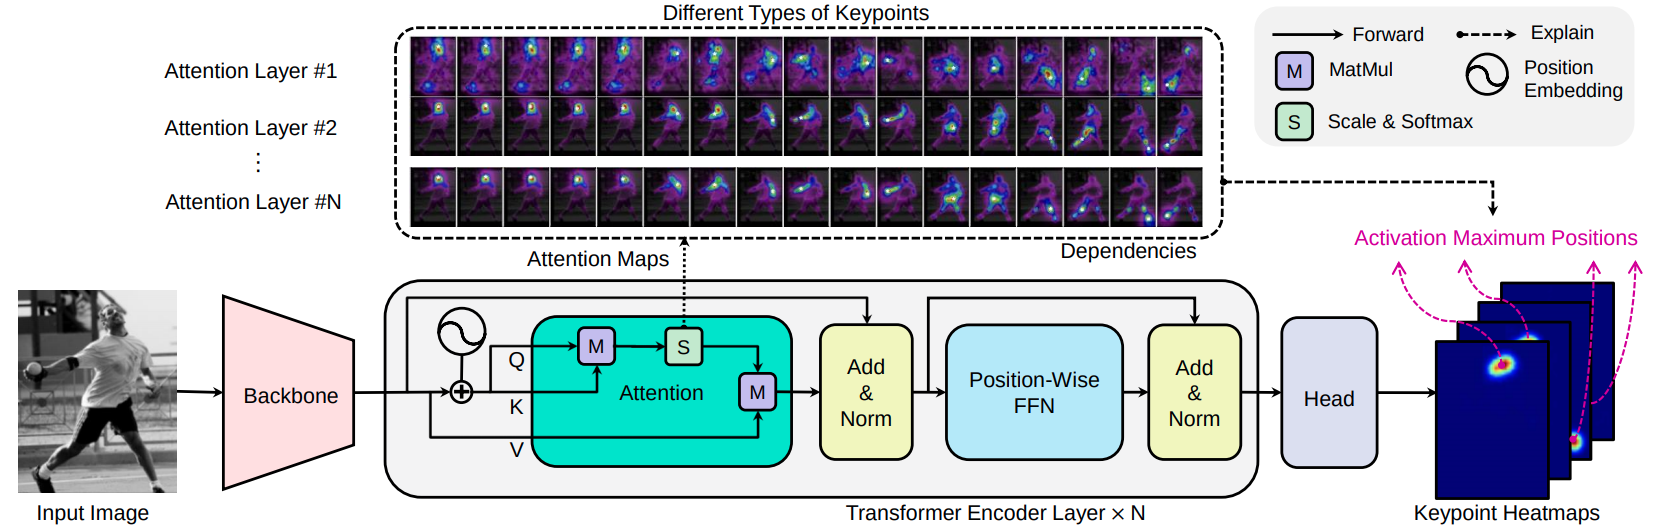 Different Types of Keypoints
Attention Layer #1
Attention Layer #2
⋮
Attention Layer #N
Forward
Explain
M
MatMul
Position
Embedding
S
Scale & Softmax
Attention Maps
Dependencies
Activation Maximum Positions
Backbone
Q
K
V
M
S
M
Attention
Add
&
Norm
Position-Wise
FFN
Add
&
Norm
Head
Input Image
Transformer Encoder Layer × N
Keypoint Heatmaps